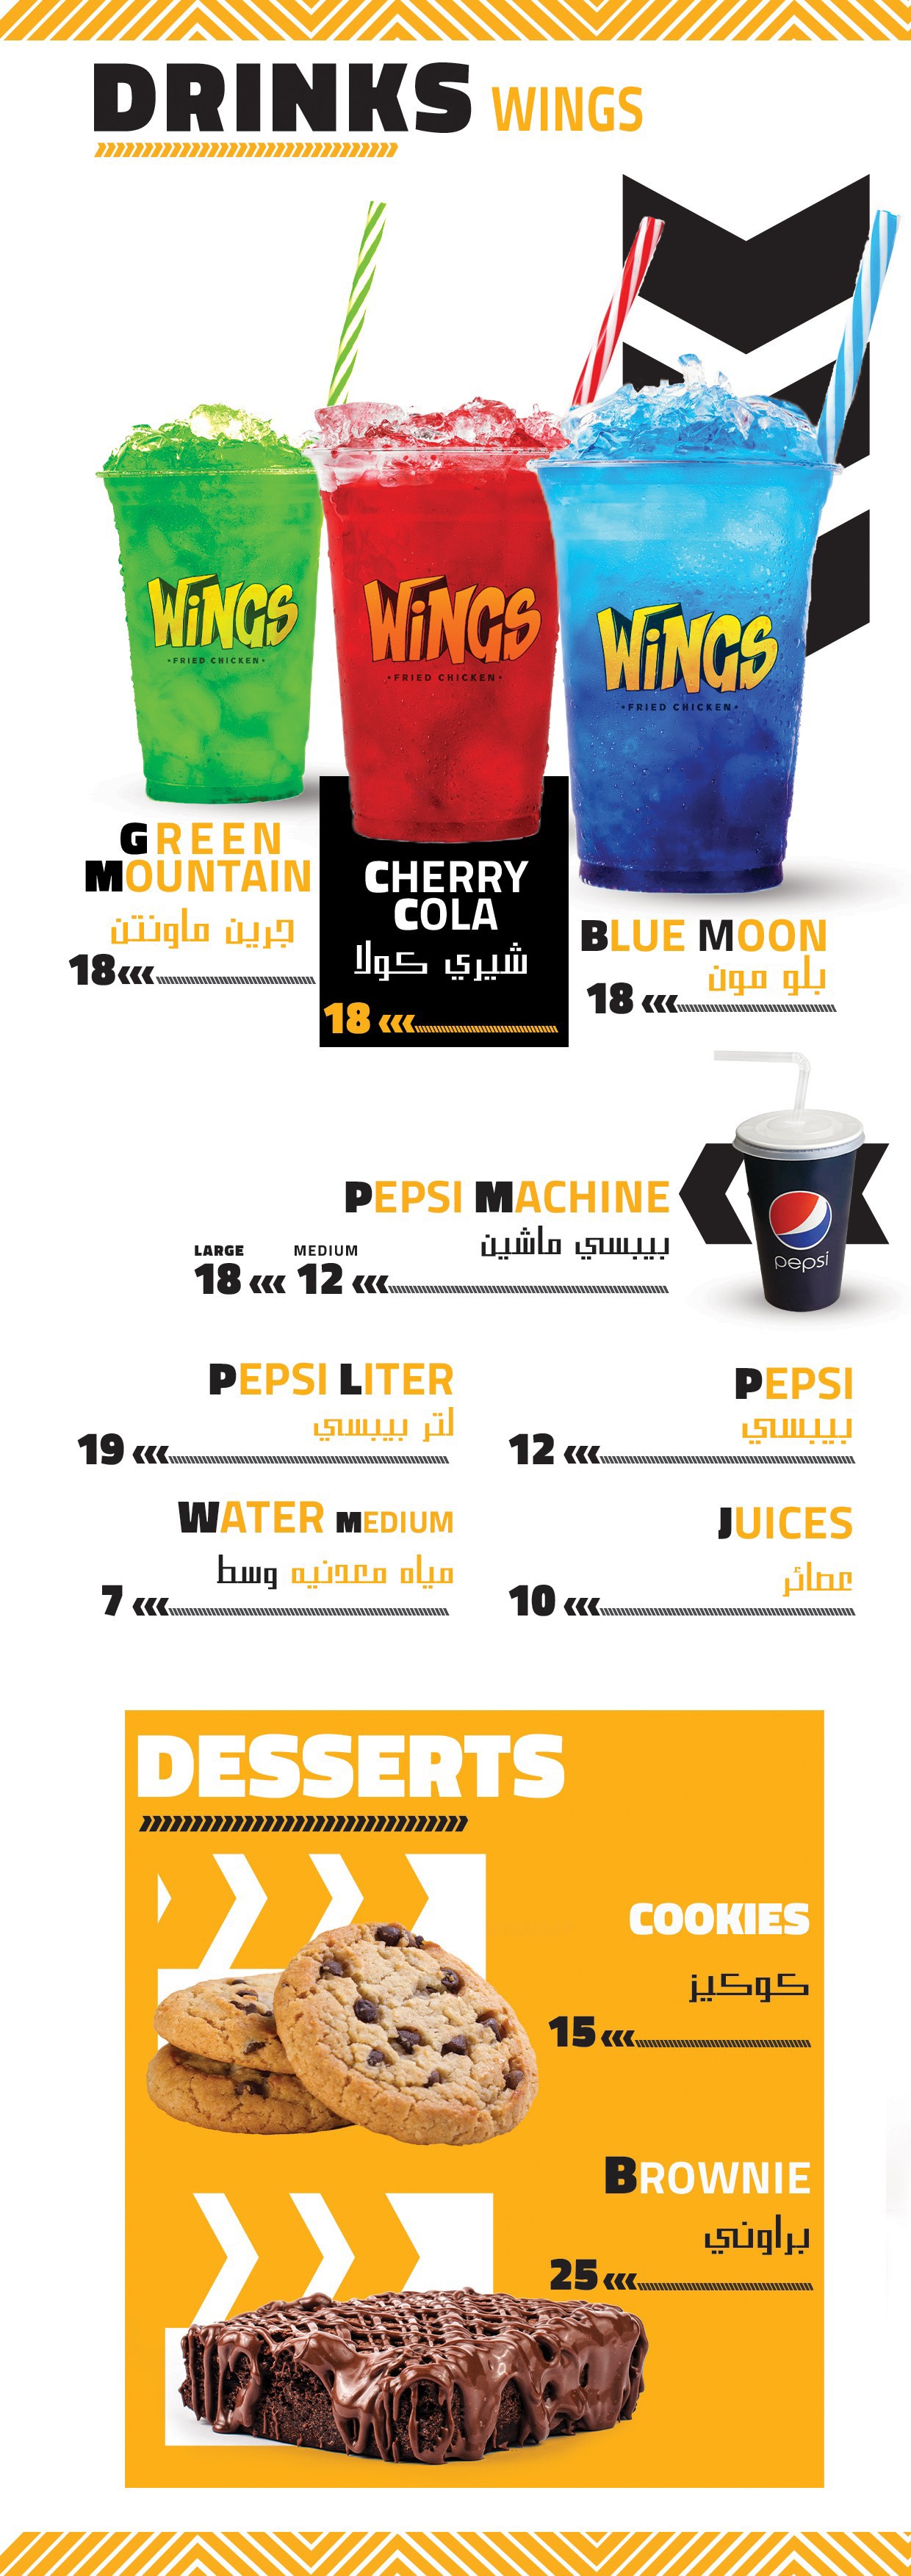 DRINKS WINGS
WiNGS
•FRIED CHICKEN•
WiNGS
•FRIED CHICKEN•
WiNGS
•FRIED CHICKEN•
GREEN
MOUNTAIN
جرين ماونتن
18
CHERRY
COLA
شيري كولا
18
BLUE MOON
بلو مون
18
PEPSI MACHINE
بيبسي ماشين
LARGE MEDIUM
18 12
pepsi
PEPSI LITER
لتر بيبسي
19
PEPSI
بيبسي
12
WATER MEDIUM
مياه معدنيه وسط
7
JUICES
عصائر
10
DESSERTS
COOKIES
كوكيز
15
BROWNIE
براوني
25